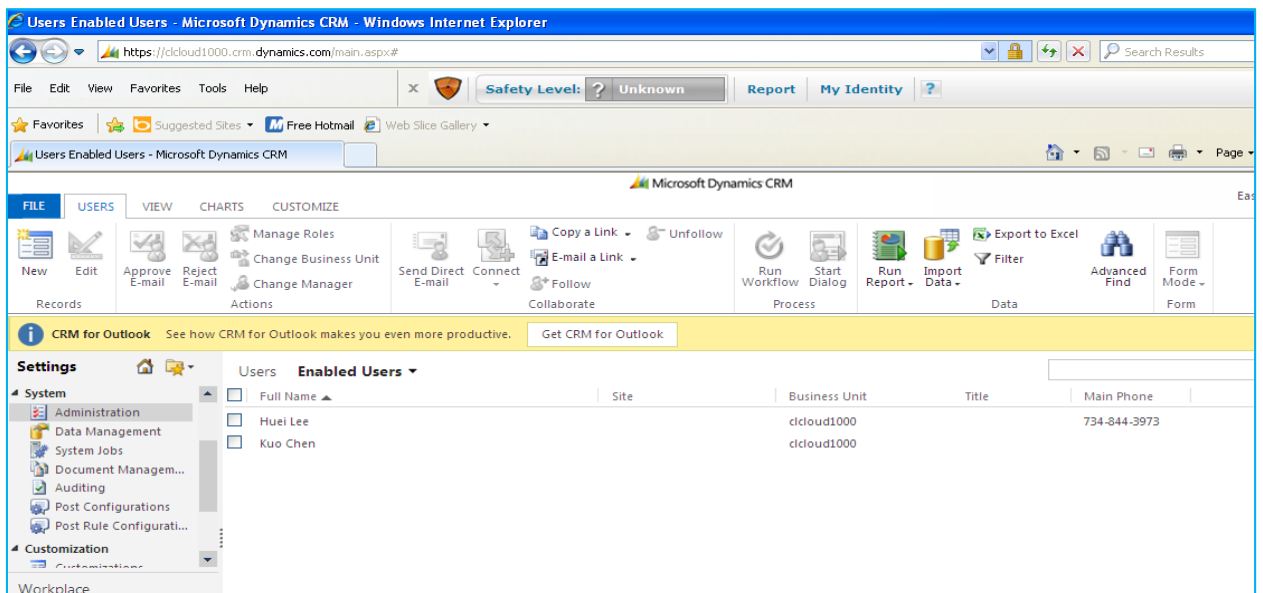 Users Enabled Users - Microsoft Dynamics CRM - Windows Internet Explorer
https://clcloud1000.crm.dynamics.com/main.aspx#
Search Results
File Edit View Favorites Tools Help
X
Safety Level: ? Unknown
Report
My Identity
?
Favorites
Suggested Sites
Free Hotmail
Web Slice Gallery
Users Enabled Users - Microsoft Dynamics CRM
Page
Microsoft Dynamics CRM
Eas
FILE USERS VIEW CHARTS CUSTOMIZE
New
Edit
Records
Approve E-mail
Reject E-mail
Manage Roles
Change Business Unit
Change Manager
Actions
Send Direct E-mail
Connect
Copy a Link
E-mail a Link
Follow
Unfollow
Collaborate
Run Workflow
Start Dialog
Process
Run Report
Import Data
Export to Excel
Filter
Advanced Find
Data
Form Mode
Form
CRM for Outlook See how CRM for Outlook makes you even more productive. Get CRM for Outlook
Settings
System
Administration
Data Management
System Jobs
Document Managem...
Auditing
Post Configurations
Post Rule Configurati...
Customization
Customizations
Workplace
Users Enabled Users
Full Name Site Business Unit Title Main Phone
Huei Lee clcloud1000 734-844-3973
Kuo Chen clcloud1000